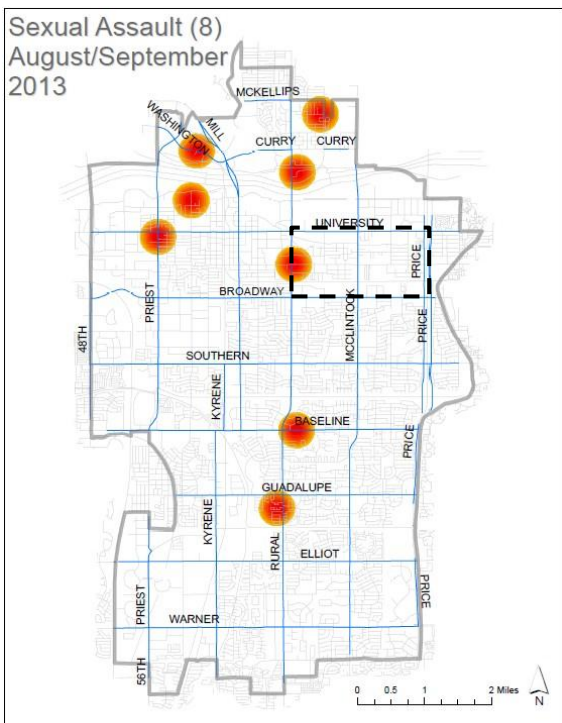 Sexual Assault (8)
August/September
2013
MCKELLIPS
WASHINGTON
MILL
CURRY
CURRY
UNIVERSITY
PRICE
BROADWAY
PRIEST
MCCLINTOCK
PRICE
48TH
SOUTHERN
KYRENE
BASELINE
PRICE
GUADALUPE
KYRENE
RURAL
ELLIOT
PRIEST
PRICE
WARNER
56TH
0 0.5 1 2 Miles
N